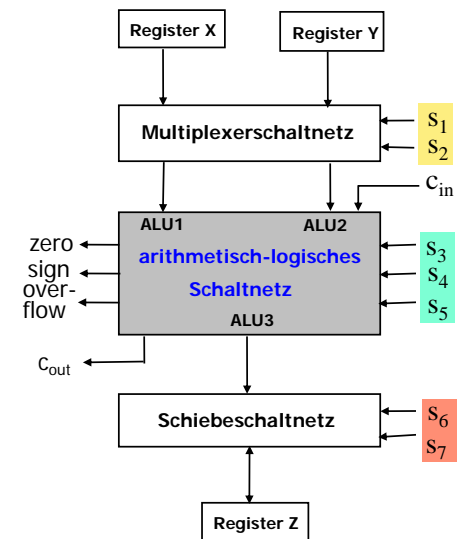 Register X
Register Y
Multiplexerschaltnetz
s1
s2
cin
ALU1
ALU2
zero
sign
over-
flow
arithmetisch-logisches
Schaltnetz
s3
s4
s5
ALU3
cout
Schiebeschaltnetz
s6
s7
Register Z